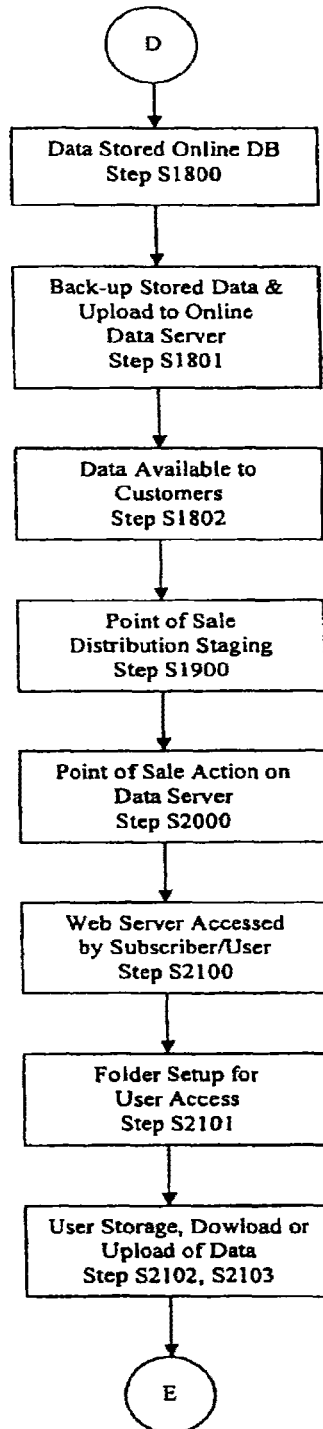 D
Data Stored Online DB
Step S1800
Back-up Stored Data &
Upload to Online
Data Server
Step S1801
Data Available to
Customers
Step S1802
Point of Sale
Distribution Staging
Step S1900
Point of Sale Action on
Data Server
Step S2000
Web Server Accessed
by Subscriber/User
Step S2100
Folder Setup for
User Access
Step S2101
User Storage, Dowload or
Upload of Data
Step S2102, S2103
E